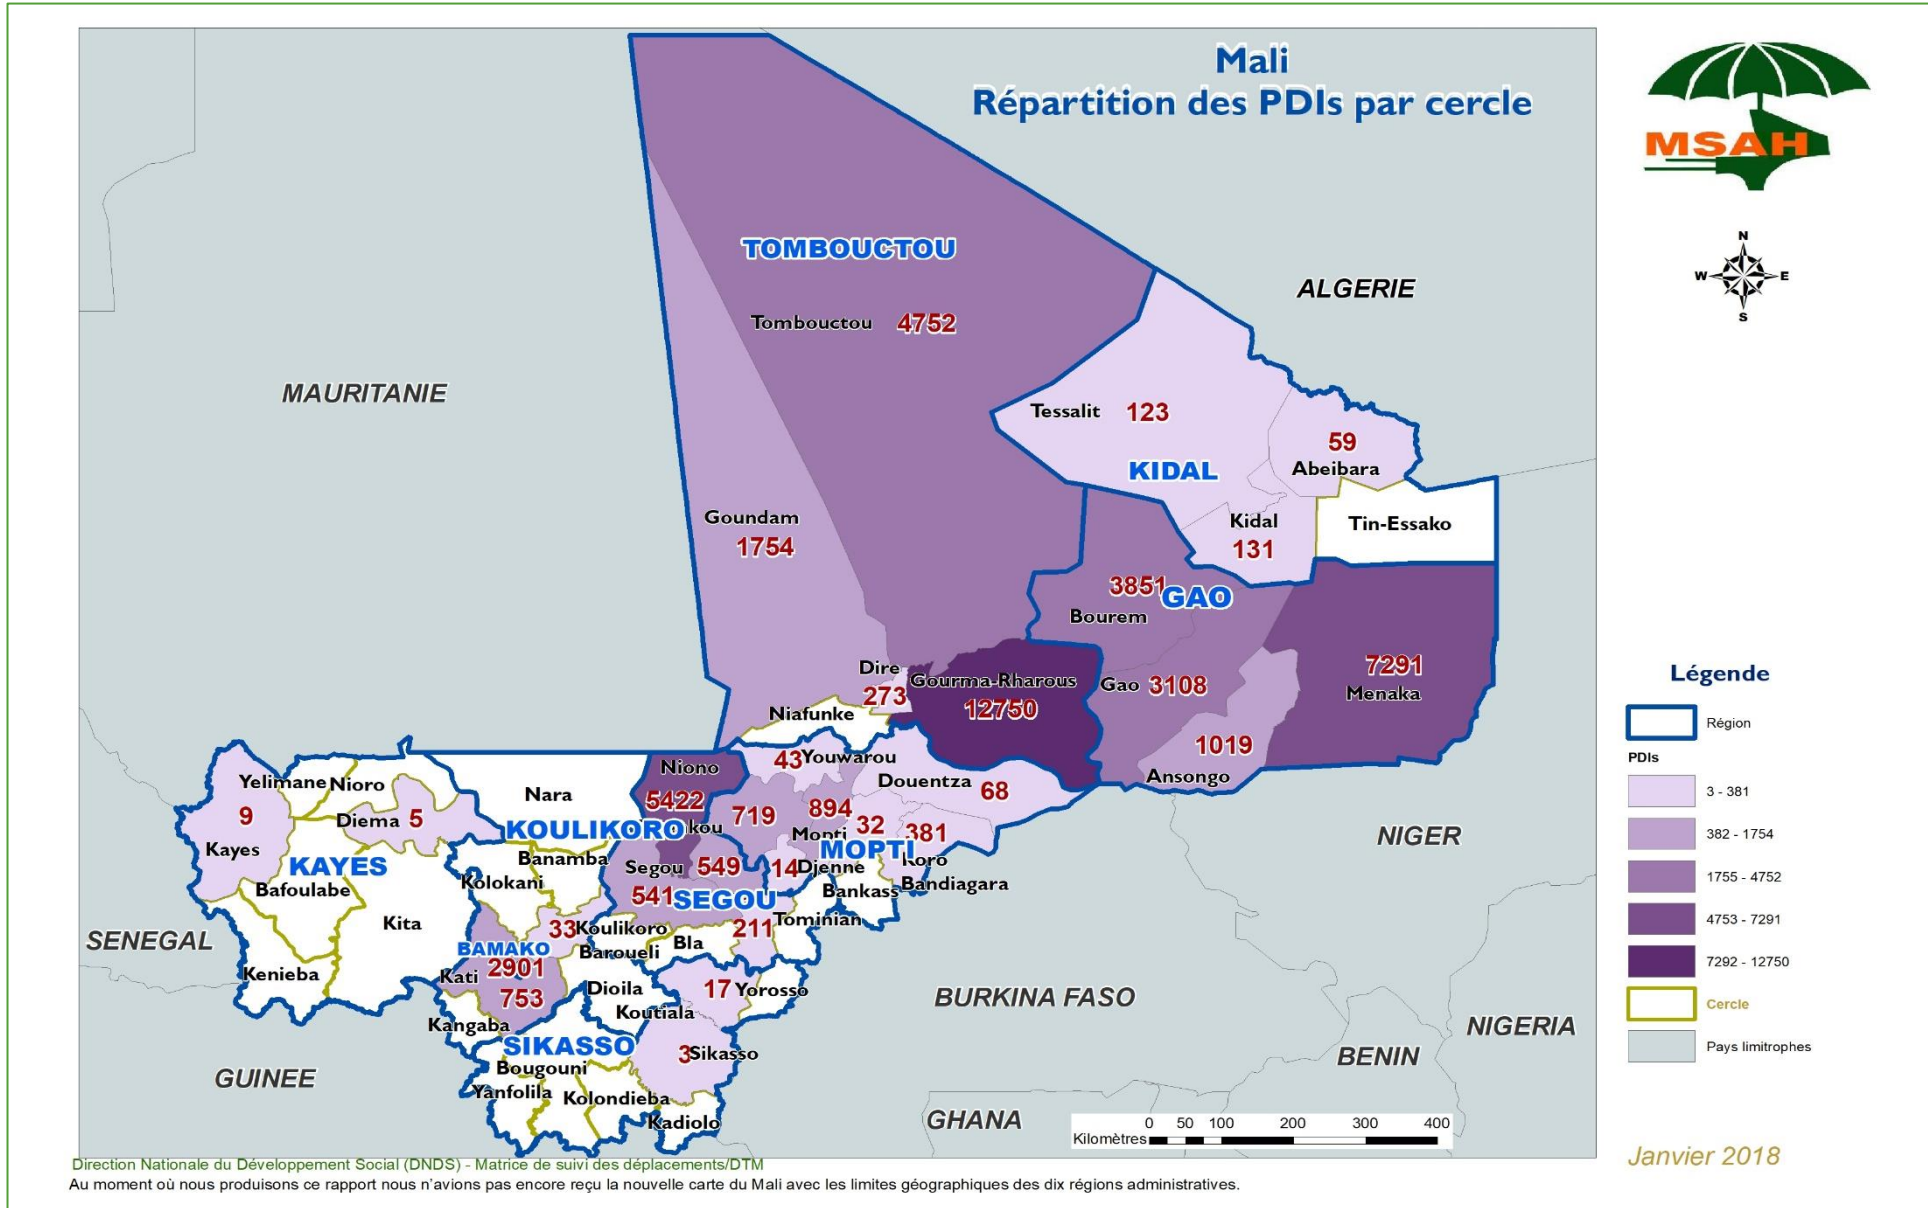 Mali
Répartition des PDIs par cercle
MSAH
N
W E
S
TOMBOUCTOU
Tombouctou 4752
ALGERIE
MAURITANIE
Tessalit 123
59
Abeibara
KIDAL
Goundam
1754
Kidal
131
Tin-Essako
3851
GAO
Bourem
Dire
273
Gourma-Rharous
12750
Gao 3108
7291
Menaka
Niafunke
1019
Ansongo
43 Youwarou
Niono
5422
Douentza
68
Yelimane
Nioro
Nara
9
Kayes
Diema 5
KOULIKORO
kou
719
894
Mopti
32
381
MOPTI
Koro
KAYES
Bafoulabe
Banamba
Kolokani
Segou
541
549
14
Djenne
Bankass
Bandiagara
SEGOU
Kita
33
Koulikoro
211
Tominian
BAMAKO
2901
Kati
753
Baroueli
Bla
Kenieba
Dioila
17
Yorosso
Koutiala
Kangaba
SIKASSO
3
Sikasso
Bougouni
Yanfolila
Kolondieba
Kadiolo
SENEGAL
GUINEE
NIGER
BURKINA FASO
NIGERIA
BENIN
GHANA
Légende
Région
PDIs
3 - 381
382 - 1754
1755 - 4752
4753 - 7291
7292 - 12750
Cercle
Pays limitrophes
0 50 100 200 300 400
Kilomètres
Janvier 2018
Direction Nationale du Développement Social (DNDS) - Matrice de suivi des déplacements/DTM
Au moment où nous produisons ce rapport nous n'avions pas encore reçu la nouvelle carte du Mali avec les limites géographiques des dix régions administratives.